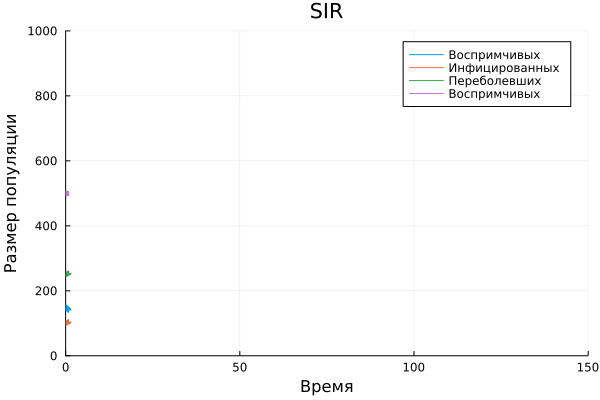 SIR
1000
800
600
400
200
0
Размер популяции
Воспримчивых
Инфицированных
Переболевших
Воспримчивых
0 50 100 150
Время